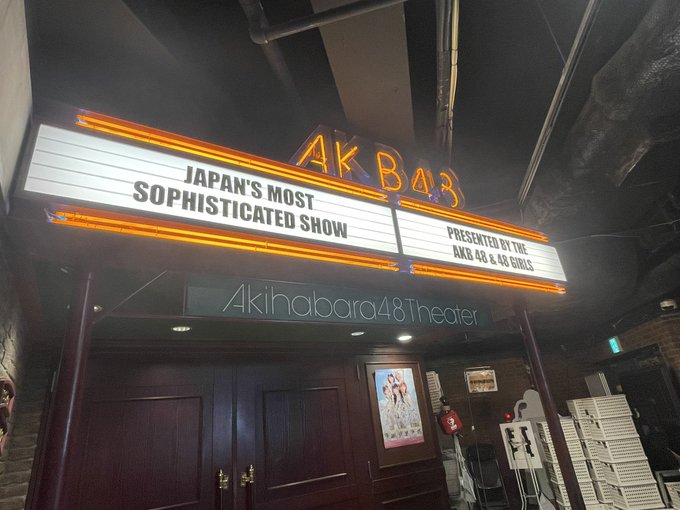 AKB48
JAPAN'S MOST
SOPHISTICATED SHOW
PRESENTED BY THE
AKB 48 & 48 GIRLS
Akihabara48Theater